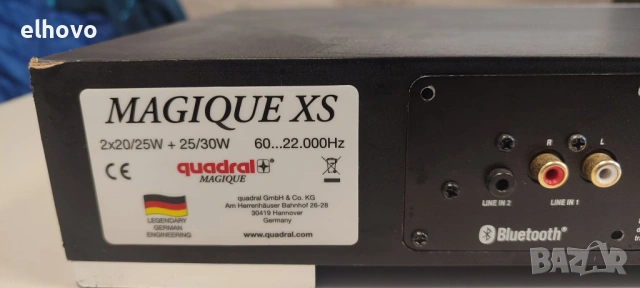 elhovo
MAGIQUE XS
2x20/25W + 25/30W 60...22.000Hz
CE quadral
MAGIQUE
quadral GmbH & Co. KG
Am Herrenhäuser Bahnhof 26-28
30419 Hannover
Germany
www.quadral.com
LEGENDARY
GERMAN
ENGINEERING
R L
LINE IN 2 LINE IN 1
Bluetooth®
bazar